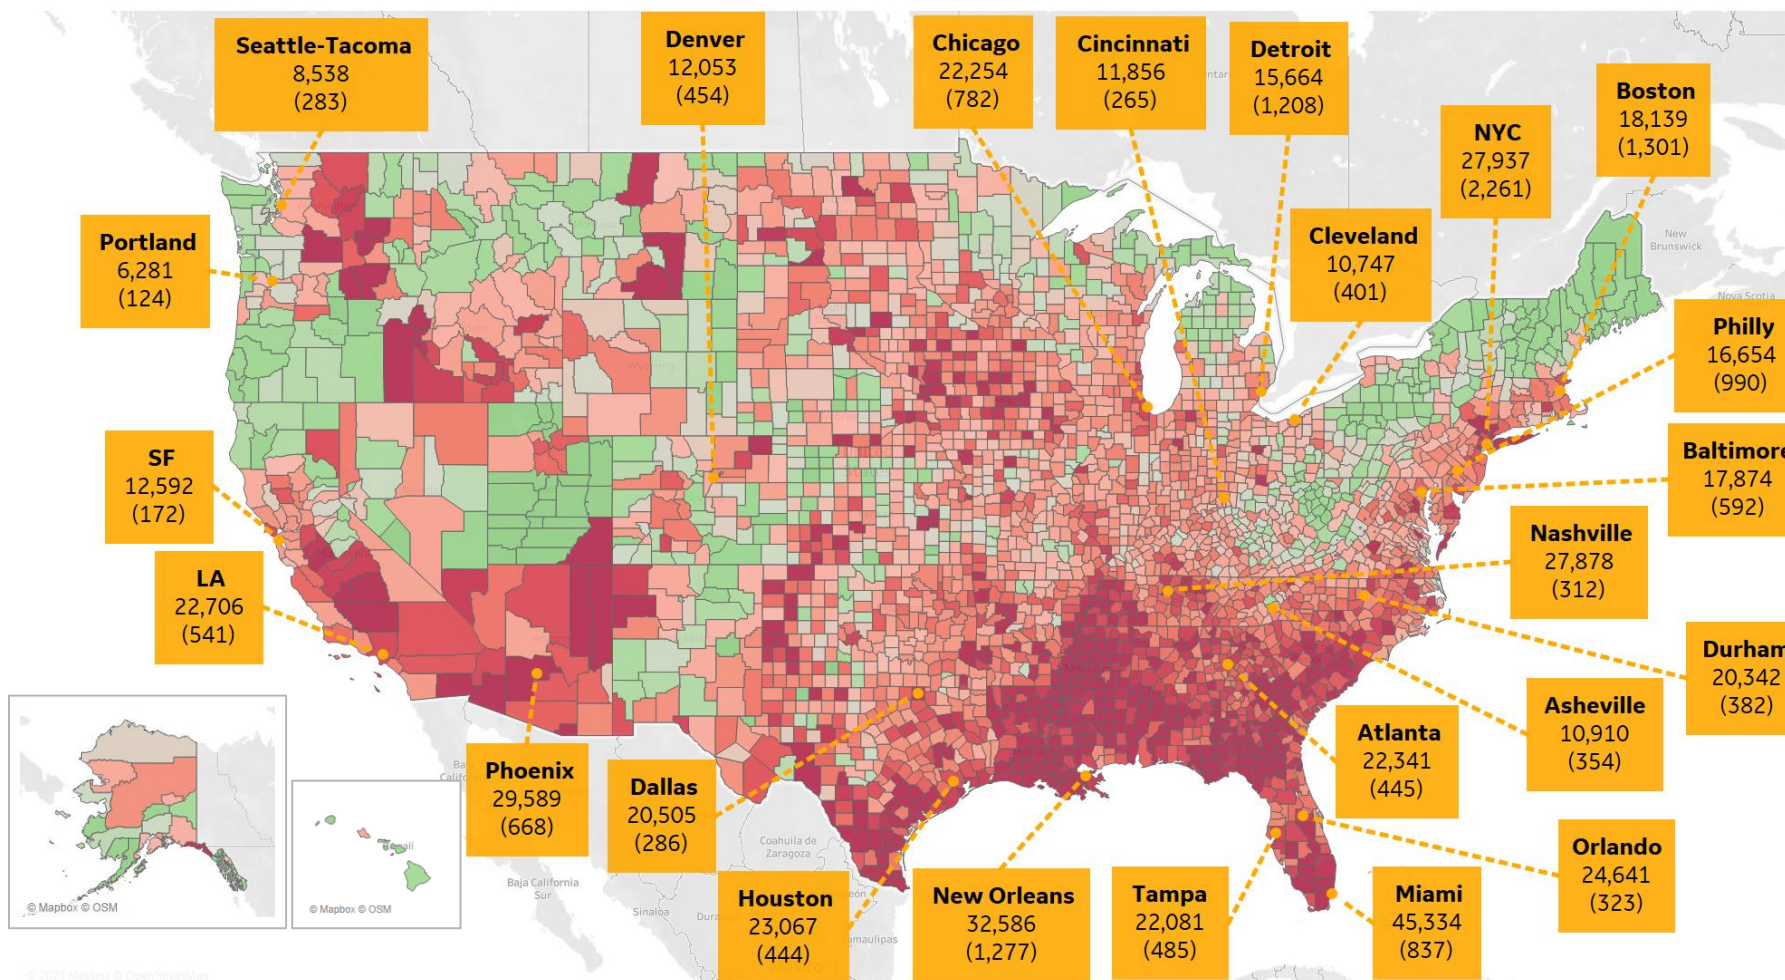 Seattle-Tacoma
8,538
(283)
Denver
12,053
(454)
Chicago
22,254
(782)
Cincinnati
11,856
(265)
Detroit
15,664
(1,208)
Boston
18,139
(1,301)
NYC
27,937
(2,261)
Portland
6,281
(124)
Cleveland
10,747
(401)
New
Brunswick
Nova Scotia
Philly
16,654
(990)
SF
12,592
(172)
Baltimore
17,874
(592)
Nashville
27,878
(312)
LA
22,706
(541)
Durham
20,342
(382)
Asheville
10,910
(354)
Atlanta
22,341
(445)
Phoenix
29,589
(668)
Dallas
20,505
(286)
Coahuila de
Zaragoza
Baja California
Sur
Sinaloa
Tamaulipas
Houston
23,067
(444)
New Orleans
32,586
(1,277)
Tampa
22,081
(485)
Miami
45,334
(837)
Orlando
24,641
(323)
© Mapbox © OSM
© Mapbox © OSM
© 2020 Mapbox © OpenStreetMap